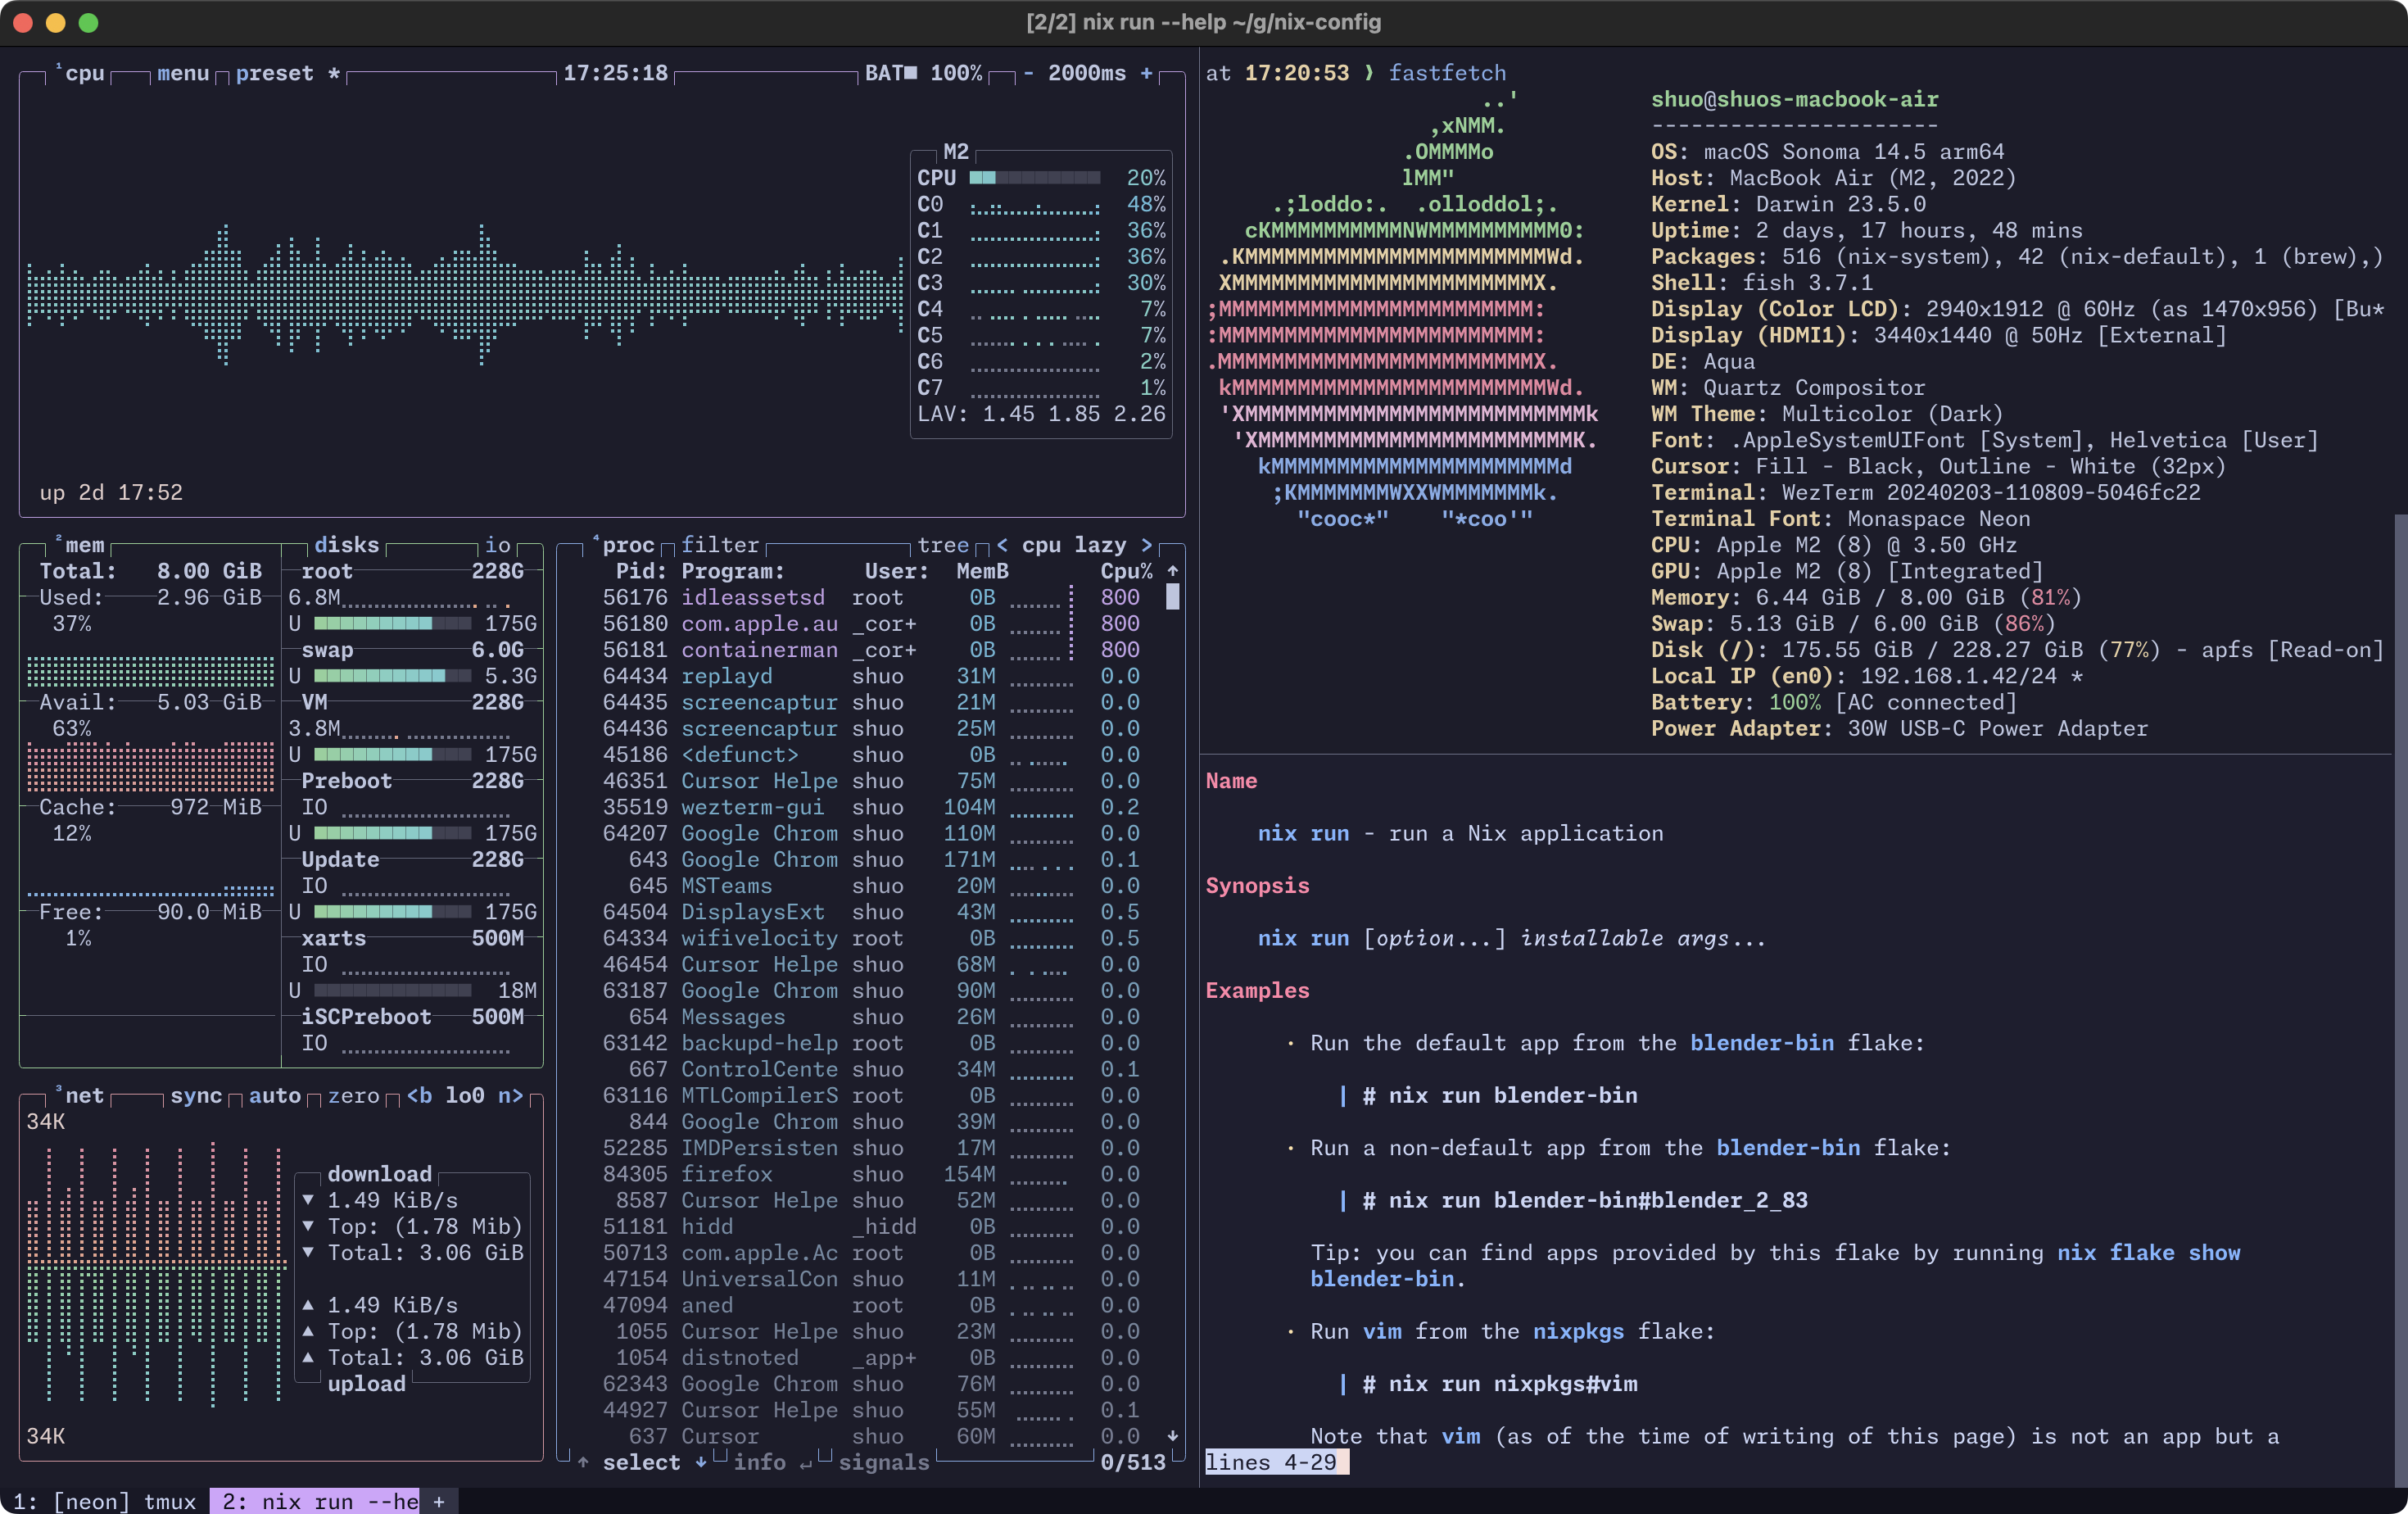 [2/2] nix run --help ~/g/nix-config
¹cpu menu preset * 17:25:18 BAT■ 100% - 2000ms +
M2
CPU 20%
C0 48%
C1 36%
C2 36%
C3 30%
C4 7%
C5 7%
C6 2%
C7 1%
LAV: 1.45 1.85 2.26
up 2d 17:52
²mem
Total: 8.00 GiB
Used: 2.96 GiB
37%
Avail: 5.03 GiB
63%
Cache: 972 MiB
12%
Free: 90.0 MiB
1%
disks io
root 228G
6.8M
U 175G
swap 6.0G
U 5.3G
VM 228G
3.8M
U 175G
Preboot 228G
IO
U 175G
Update 228G
IO
U 175G
xarts 500M
IO
U 18M
iSCPreboot 500M
IO
³net sync auto zero <b lo0 n>
34K
download
▼ 1.49 KiB/s
▼ Top: (1.78 Mib)
▼ Total: 3.06 GiB
▲ 1.49 KiB/s
▲ Top: (1.78 Mib)
▲ Total: 3.06 GiB
upload
34K
⁴proc filter tree < cpu lazy >
Pid: Program: User: MemB Cpu% ↑
56176 idleassetsd root 0B 800
56180 com.apple.au _cor+ 0B 800
56181 containerman _cor+ 0B 800
64434 replayd shuo 31M 0.0
64435 screencaptur shuo 21M 0.0
64436 screencaptur shuo 25M 0.0
45186 <defunct> shuo 0B 0.0
46351 Cursor Helpe shuo 75M 0.0
35519 wezterm-gui shuo 104M 0.2
64207 Google Chrom shuo 110M 0.0
643 Google Chrom shuo 171M 0.1
645 MSTeams shuo 20M 0.0
64504 DisplaysExt shuo 43M 0.5
64334 wifivelocity root 0B 0.5
46454 Cursor Helpe shuo 68M 0.0
63187 Google Chrom shuo 90M 0.0
654 Messages shuo 26M 0.0
63142 backupd-help root 0B 0.0
667 ControlCente shuo 34M 0.1
63116 MTLCompilerS root 0B 0.0
844 Google Chrom shuo 39M 0.0
52285 IMDPersisten shuo 17M 0.0
84305 firefox shuo 154M 0.0
8587 Cursor Helpe shuo 52M 0.0
51181 hidd _hidd 0B 0.0
50713 com.apple.Ac root 0B 0.0
47154 UniversalCon shuo 11M 0.0
47094 aned root 0B 0.0
1055 Cursor Helpe shuo 23M 0.0
1054 distnoted _app+ 0B 0.0
62343 Google Chrom shuo 76M 0.0
44927 Cursor Helpe shuo 55M 0.1
637 Cursor shuo 60M 0.0 ↓
↑ select ↓ info ↵ signals 0/513
at 17:20:53 ❯ fastfetch
..'
,xNMM.
.OMMMMo
lMM"
.;loddo:. .olloddol;.
cKMMMMMMMMMMNWMMMMMMMMMM0:
.KMMMMMMMMMMMMMMMMMMMMMMMWd.
XMMMMMMMMMMMMMMMMMMMMMMMX.
;MMMMMMMMMMMMMMMMMMMMMMMM:
:MMMMMMMMMMMMMMMMMMMMMMMM:
.MMMMMMMMMMMMMMMMMMMMMMMMX.
kMMMMMMMMMMMMMMMMMMMMMMMMWd.
'XMMMMMMMMMMMMMMMMMMMMMMMMMMk
'XMMMMMMMMMMMMMMMMMMMMMMMMK.
kMMMMMMMMMMMMMMMMMMMMMMd
;KMMMMMMMWXXWMMMMMMMk.
"cooc*" "*coo'"
shuo@shuos-macbook-air
----------------------
OS: macOS Sonoma 14.5 arm64
Host: MacBook Air (M2, 2022)
Kernel: Darwin 23.5.0
Uptime: 2 days, 17 hours, 48 mins
Packages: 516 (nix-system), 42 (nix-default), 1 (brew),)
Shell: fish 3.7.1
Display (Color LCD): 2940x1912 @ 60Hz (as 1470x956) [Bu*
Display (HDMI1): 3440x1440 @ 50Hz [External]
DE: Aqua
WM: Quartz Compositor
WM Theme: Multicolor (Dark)
Font: .AppleSystemUIFont [System], Helvetica [User]
Cursor: Fill - Black, Outline - White (32px)
Terminal: WezTerm 20240203-110809-5046fc22
Terminal Font: Monaspace Neon
CPU: Apple M2 (8) @ 3.50 GHz
GPU: Apple M2 (8) [Integrated]
Memory: 6.44 GiB / 8.00 GiB (81%)
Swap: 5.13 GiB / 6.00 GiB (86%)
Disk (/): 175.55 GiB / 228.27 GiB (77%) - apfs [Read-on]
Local IP (en0): 192.168.1.42/24 *
Battery: 100% [AC connected]
Power Adapter: 30W USB-C Power Adapter
Name
nix run - run a Nix application
Synopsis
nix run [option...] installable args...
Examples
· Run the default app from the blender-bin flake:
| # nix run blender-bin
· Run a non-default app from the blender-bin flake:
| # nix run blender-bin#blender_2_83
Tip: you can find apps provided by this flake by running nix flake show
blender-bin.
· Run vim from the nixpkgs flake:
| # nix run nixpkgs#vim
Note that vim (as of the time of writing of this page) is not an app but a
lines 4-29
1: [neon] tmux 2: nix run --he +